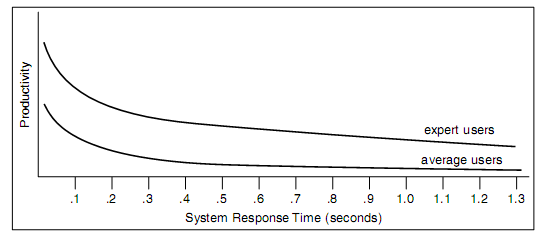 Productivity
expert users
average users
.1 .2 .3 .4 .5 .6 .7 .8 .9 1.0 1.1 1.2 1.3
System Response Time (seconds)